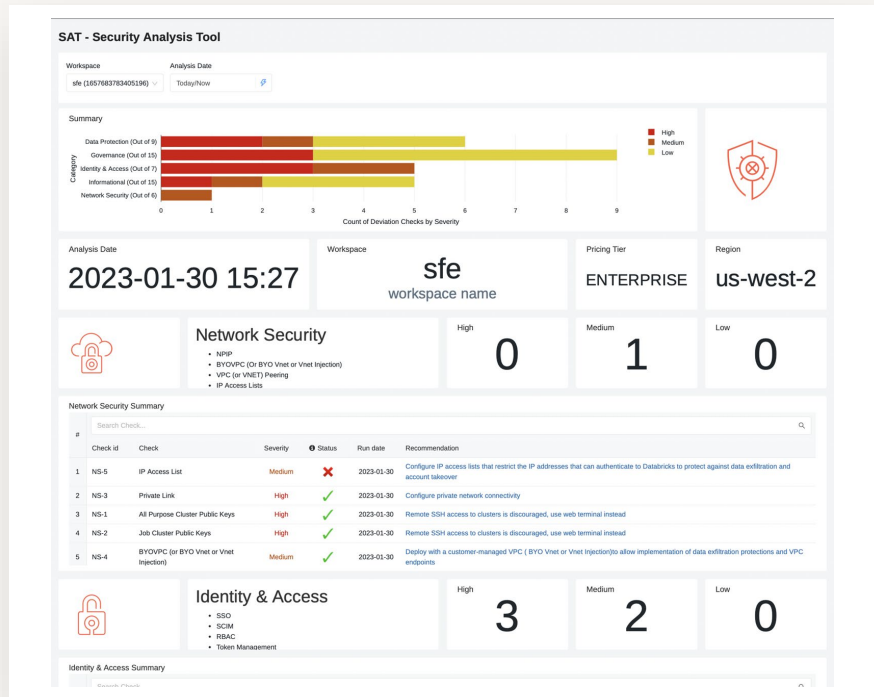 SAT - Security Analysis Tool
Workspace
Analysis Date
sfe (1657683783405196)
Today/Now
Summary
High
Medium
Low
Category
Data Protection (Out of 9)
Governance (Out of 15)
Identity & Access (Out of 7)
Informational (Out of 15)
Network Security (Out of 6)
0 1 2 3 4 5 6 7 8 9
Count of Deviation Checks by Severity
Analysis Date
2023-01-30 15:27
Workspace
sfe
workspace name
Pricing Tier
ENTERPRISE
Region
us-west-2
Network Security
• NPIP
• BYOVPC (Or BYO Vnet or Vnet Injection)
• VPC (or VNET) Peering
• IP Access Lists
High
0
Medium
1
Low
0
Network Security Summary
# Search Check...
Check id Check Severity Status Run date Recommendation
1 NS-5 IP Access List Medium 2023-01-30 Configure IP access lists that restrict the IP addresses that can authenticate to Databricks to protect against data exfiltration and
account takeover
2 NS-3 Private Link High 2023-01-30 Configure private network connectivity
3 NS-1 All Purpose Cluster Public Keys High 2023-01-30 Remote SSH access to clusters is discouraged, use web terminal instead
4 NS-2 Job Cluster Public Keys High 2023-01-30 Remote SSH access to clusters is discouraged, use web terminal instead
5 NS-4 BYOVPC (or BYO Vnet or Vnet
Injection) Medium 2023-01-30 Deploy with a customer-managed VPC ( BYO Vnet or Vnet Injection)to allow implementation of data exfiltration protections and VPC
endpoints
Identity & Access
• SSO
• SCIM
• RBAC
• Token Management
High
3
Medium
2
Low
0
Identity & Access Summary
Search Check...